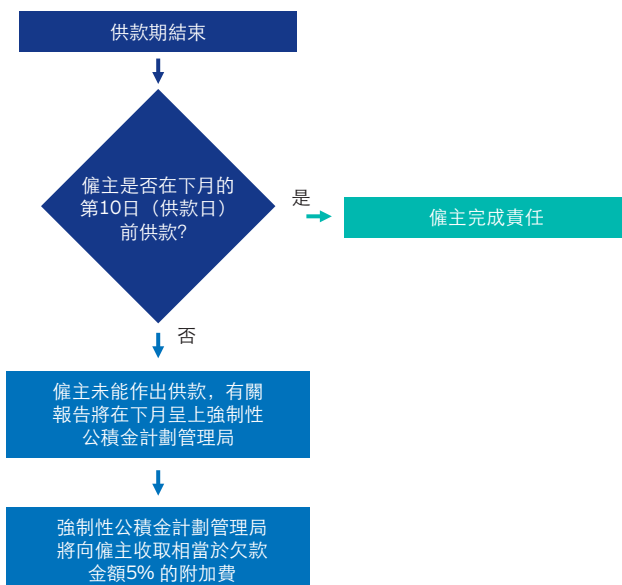 供款期結束
僱主是否在下月的
第10日（供款日）
前供款?
是
僱主完成責任
否
僱主未能作出供款，有關
報告將在下月呈上強制性
公積金計劃管理局
強制性公積金計劃管理局
將向僱主收取相當於欠款
金額5% 的附加費